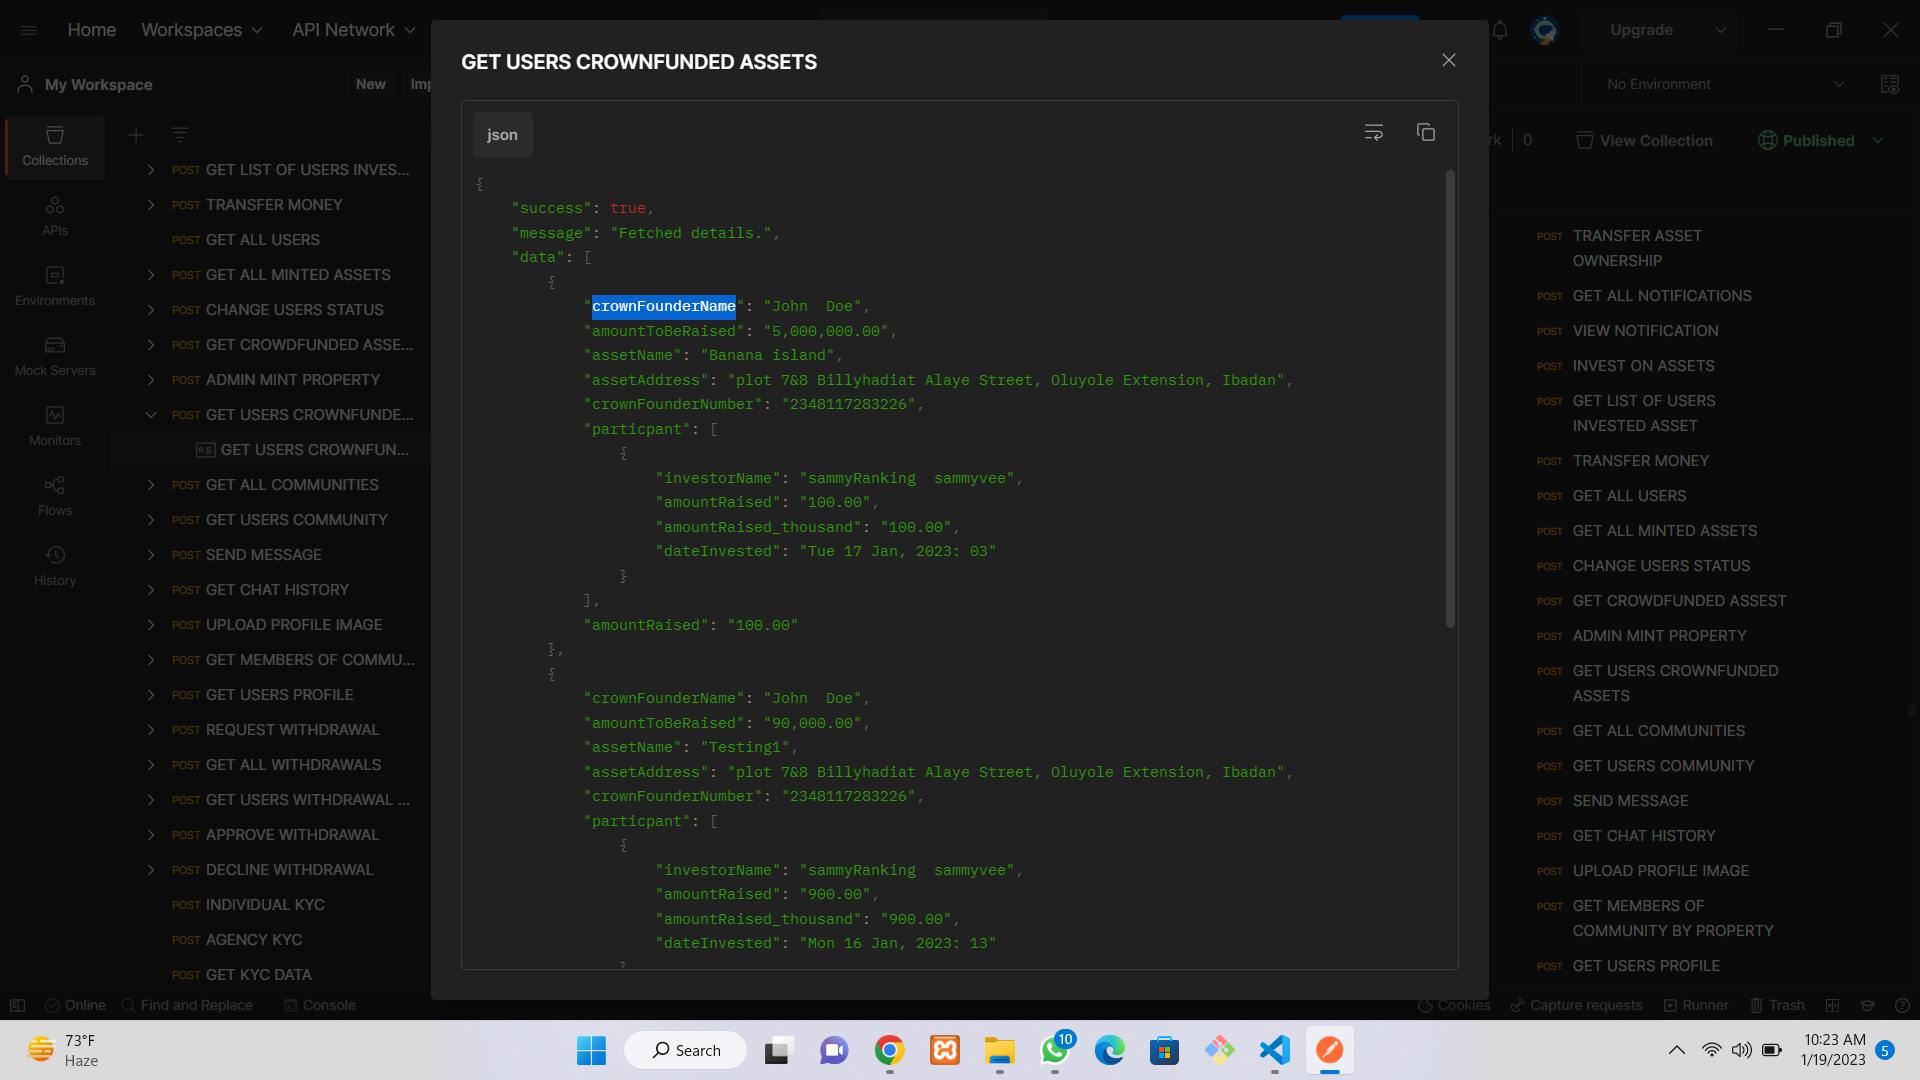 Home
Workspaces
API Network
Upgrade
My Workspace
New
Imp
No Environment
Collections
APIs
Environments
Mock Servers
Monitors
Flows
History
POST GET LIST OF USERS INVES...
POST TRANSFER MONEY
POST GET ALL USERS
POST GET ALL MINTED ASSETS
POST CHANGE USERS STATUS
POST GET CROWDFUNDED ASSE...
POST ADMIN MINT PROPERTY
POST GET USERS CROWNFUNDE...
e.g. GET USERS CROWNFUN...
POST GET ALL COMMUNITIES
POST GET USERS COMMUNITY
POST SEND MESSAGE
POST GET CHAT HISTORY
POST UPLOAD PROFILE IMAGE
POST GET MEMBERS OF COMMU...
POST GET USERS PROFILE
POST REQUEST WITHDRAWAL
POST GET ALL WITHDRAWALS
POST GET USERS WITHDRAWAL ...
POST APPROVE WITHDRAWAL
POST DECLINE WITHDRAWAL
POST INDIVIDUAL KYC
POST AGENCY KYC
POST GET KYC DATA
GET USERS CROWNFUNDED ASSETS
json
{
"success": true,
"message": "Fetched details.",
"data": [
{
"crownFounderName": "John  Doe",
"amountToBeRaised": "5,000,000.00",
"assetName": "Banana island",
"assetAddress": "plot 7&8 Billyhadiat Alaye Street, Oluyole Extension, Ibadan",
"crownFounderNumber": "2348117283226",
"particpant": [
{
"investorName": "sammyRanking  sammyvee",
"amountRaised": "100.00",
"amountRaised_thousand": "100.00",
"dateInvested": "Tue 17 Jan, 2023: 03"
}
],
"amountRaised": "100.00"
},
{
"crownFounderName": "John  Doe",
"amountToBeRaised": "90,000.00",
"assetName": "Testing1",
"assetAddress": "plot 7&8 Billyhadiat Alaye Street, Oluyole Extension, Ibadan",
"crownFounderNumber": "2348117283226",
"particpant": [
{
"investorName": "sammyRanking  sammyvee",
"amountRaised": "900.00",
"amountRaised_thousand": "900.00",
"dateInvested": "Mon 16 Jan, 2023: 13"
}
rk
0
View Collection
Published
POST TRANSFER ASSET
OWNERSHIP
POST GET ALL NOTIFICATIONS
POST VIEW NOTIFICATION
POST INVEST ON ASSETS
POST GET LIST OF USERS
INVESTED ASSET
POST TRANSFER MONEY
POST GET ALL USERS
POST GET ALL MINTED ASSETS
POST CHANGE USERS STATUS
POST GET CROWDFUNDED ASSEST
POST ADMIN MINT PROPERTY
POST GET USERS CROWNFUNDED
ASSETS
POST GET ALL COMMUNITIES
POST GET USERS COMMUNITY
POST SEND MESSAGE
POST GET CHAT HISTORY
POST UPLOAD PROFILE IMAGE
POST GET MEMBERS OF
COMMUNITY BY PROPERTY
POST GET USERS PROFILE
Online
Find and Replace
Console
Cookies
Capture requests
Runner
Trash
73°F
Haze
Search
10
10:23 AM
1/19/2023
5